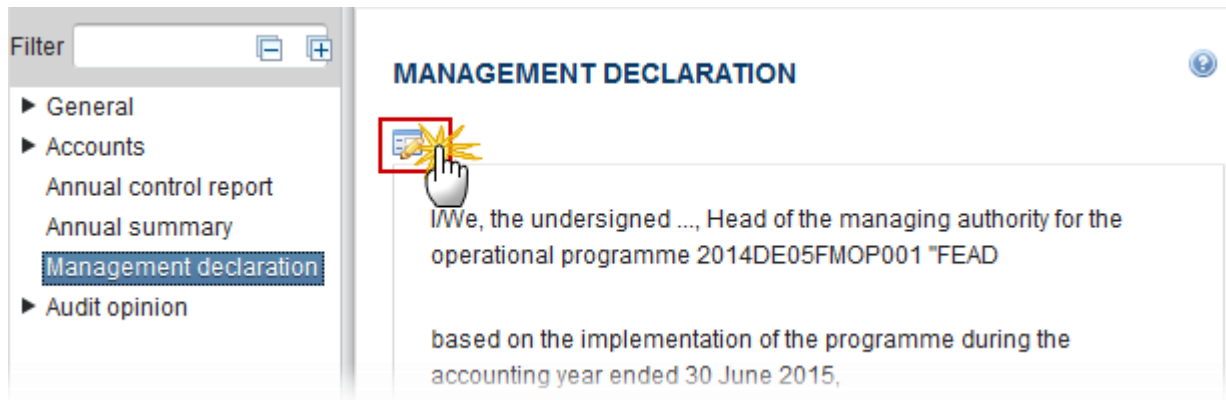 Filter
General
Accounts
Annual control report
Annual summary
Management declaration
Audit opinion
MANAGEMENT DECLARATION
I/We, the undersigned ..., Head of the managing authority for the
operational programme 2014DE05FMOP001 "FEAD
based on the implementation of the programme during the
accounting year ended 30 June 2015,